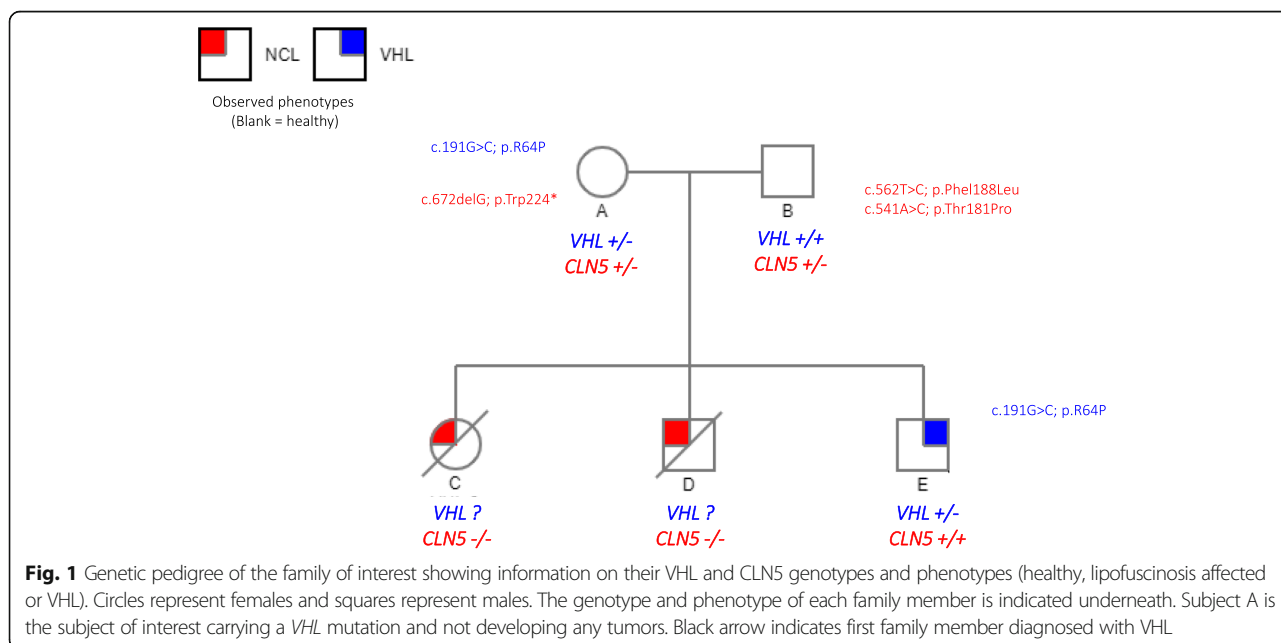 NCL VHL
Observed phenotypes
(Blank = healthy)
c.191G>C; p.R64P
c.672delG; p.Trp224*
c.562T>C; p.Phel188Leu
c.541A>C; p.Thr181Pro
A B
VHL +/- VHL +/+
CLN5 +/- CLN5 +/-
c.191G>C; p.R64P
C D E
VHL ? VHL ? VHL +/-
CLN5 -/- CLN5 -/- CLN5 +/+
Fig. 1 Genetic pedigree of the family of interest showing information on their VHL and CLN5 genotypes and phenotypes (healthy, lipofuscinosis affected
or VHL). Circles represent females and squares represent males. The genotype and phenotype of each family member is indicated underneath. Subject A is
the subject of interest carrying a VHL mutation and not developing any tumors. Black arrow indicates first family member diagnosed with VHL